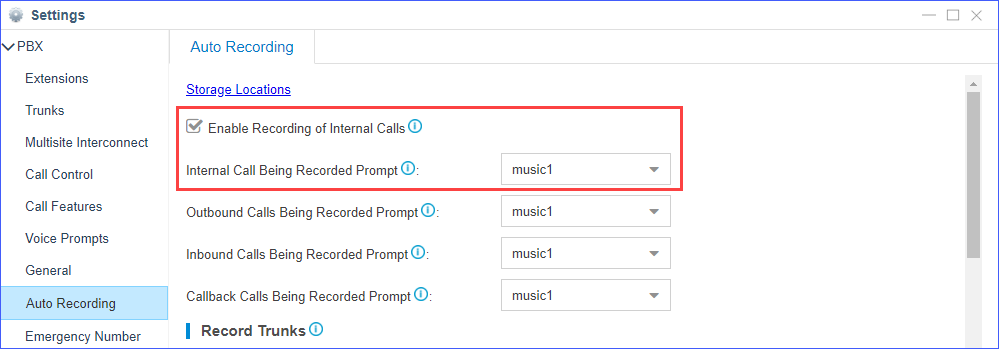 Settings
PBX
Extensions
Trunks
Multisite Interconnect
Call Control
Call Features
Voice Prompts
General
Auto Recording
Emergency Number
Auto Recording
Storage Locations
Enable Recording of Internal Calls
Internal Call Being Recorded Prompt : music1
Outbound Calls Being Recorded Prompt : music1
Inbound Calls Being Recorded Prompt : music1
Callback Calls Being Recorded Prompt : music1
Record Trunks